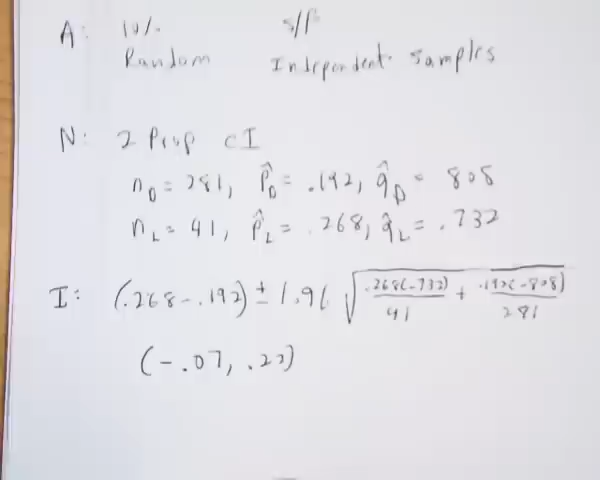 A: 10% S/F
Random Independent Samples
N: 2 Prop CI
n_D = 281, p̂_D = .192, q̂_D = 808
n_L = 41, p̂_L = .268, q̂_L = .732
I: (.268-.192) ± 1.96 √(.268(.732)/41 + .192(.808)/281)
(-.07, .22)